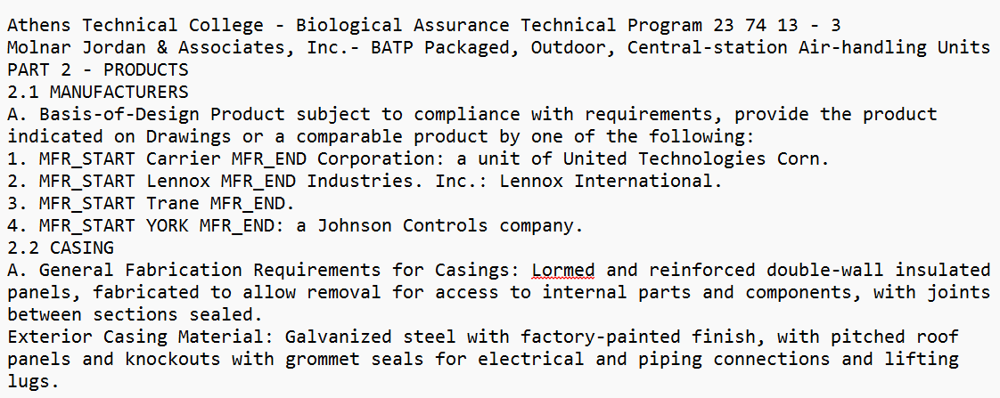 Athens Technical College - Biological Assurance Technical Program 23 74 13 - 3
Molnar Jordan & Associates, Inc.- BATP Packaged, Outdoor, Central-station Air-handling Units
PART 2 - PRODUCTS
2.1 MANUFACTURERS
A. Basis-of-Design Product subject to compliance with requirements, provide the product
indicated on Drawings or a comparable product by one of the following:
1. MFR_START Carrier MFR_END Corporation: a unit of United Technologies Corn.
2. MFR_START Lennox MFR_END Industries. Inc.: Lennox International.
3. MFR_START Trane MFR_END.
4. MFR_START YORK MFR_END: a Johnson Controls company.
2.2 CASING
A. General Fabrication Requirements for Casings: Lormed and reinforced double-wall insulated
panels, fabricated to allow removal for access to internal parts and components, with joints
between sections sealed.
Exterior Casing Material: Galvanized steel with factory-painted finish, with pitched roof
panels and knockouts with grommet seals for electrical and piping connections and lifting
lugs.